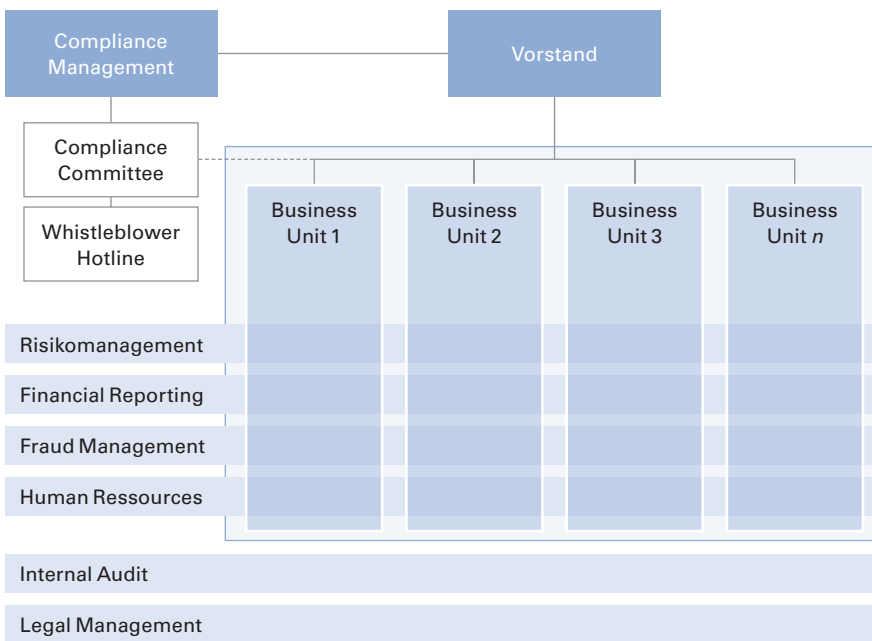 Compliance
Management
Vorstand
Compliance
Committee
Whistleblower
Hotline
Business
Unit 1
Business
Unit 2
Business
Unit 3
Business
Unit n
Risikomanagement
Financial Reporting
Fraud Management
Human Ressources
Internal Audit
Legal Management